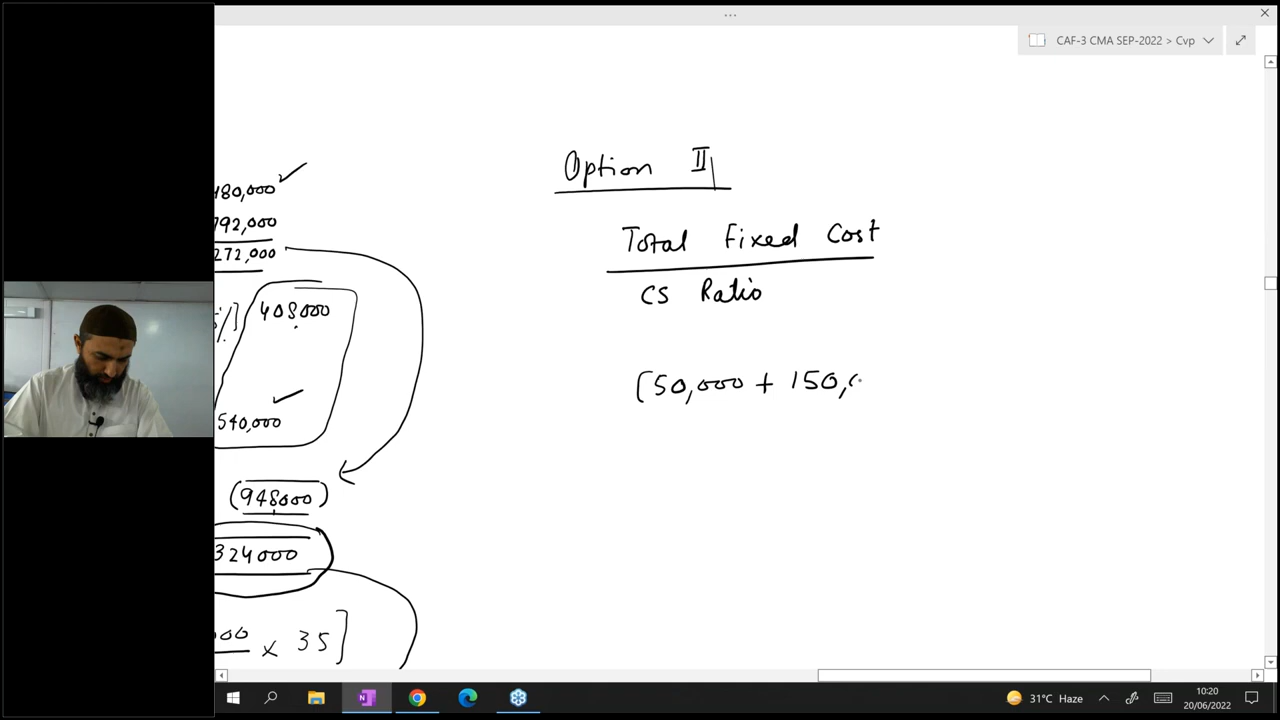 CAF-3 CMA SEP-2022 > Cvp
Option II
Total Fixed Cost
CS Ratio
(50,000 + 150,
480,000
792,000
272,000
%]
408000
540,000
(948000)
324000
000 x 35]
31°C Haze
10:20
20/06/2022